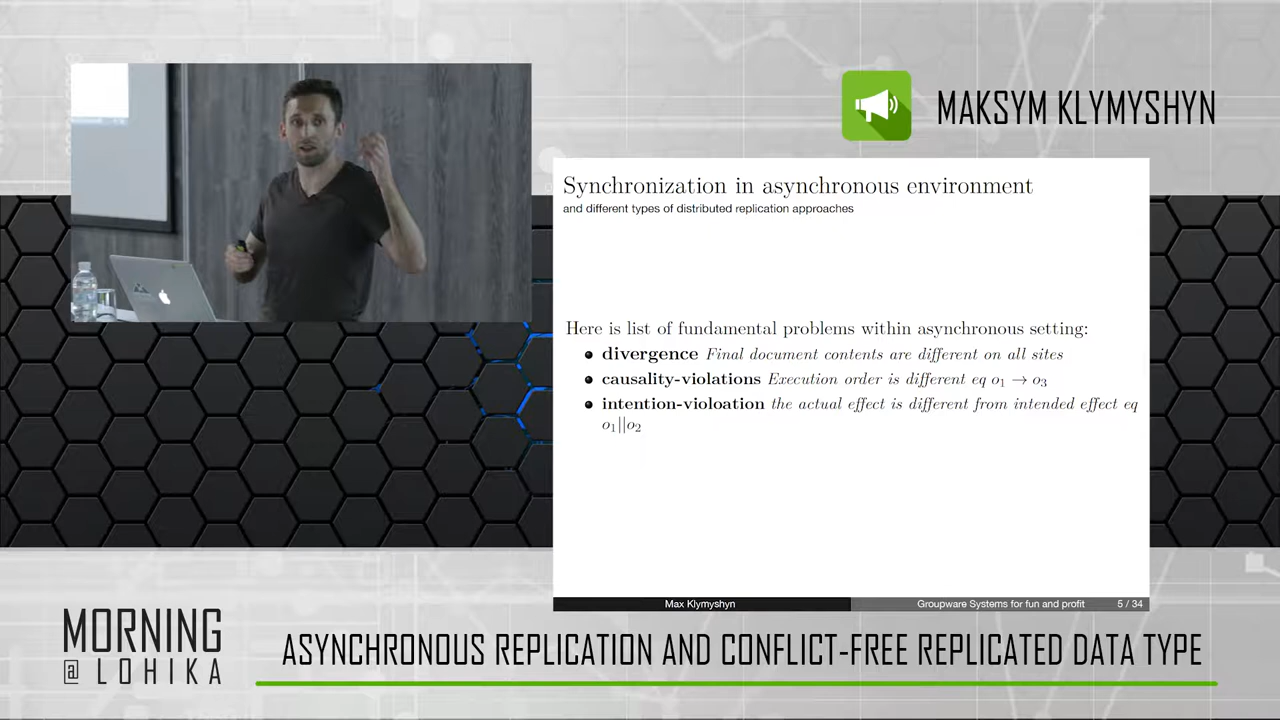 MAKSYM KLYMYSHYN
Synchronization in asynchronous environment
and different types of distributed replication approaches
Here is list of fundamental problems within asynchronous setting:
divergence Final document contents are different on all sites
causality-violations Execution order is different eq o₁ → o₃
intention-violoation the actual effect is different from intended effect eq
o₁||o₂
Max Klymyshyn
Groupware Systems for fun and profit 5 / 34
MORNING
@ LOHIKA
ASYNCHRONOUS REPLICATION AND CONFLICT-FREE REPLICATED DATA TYPE